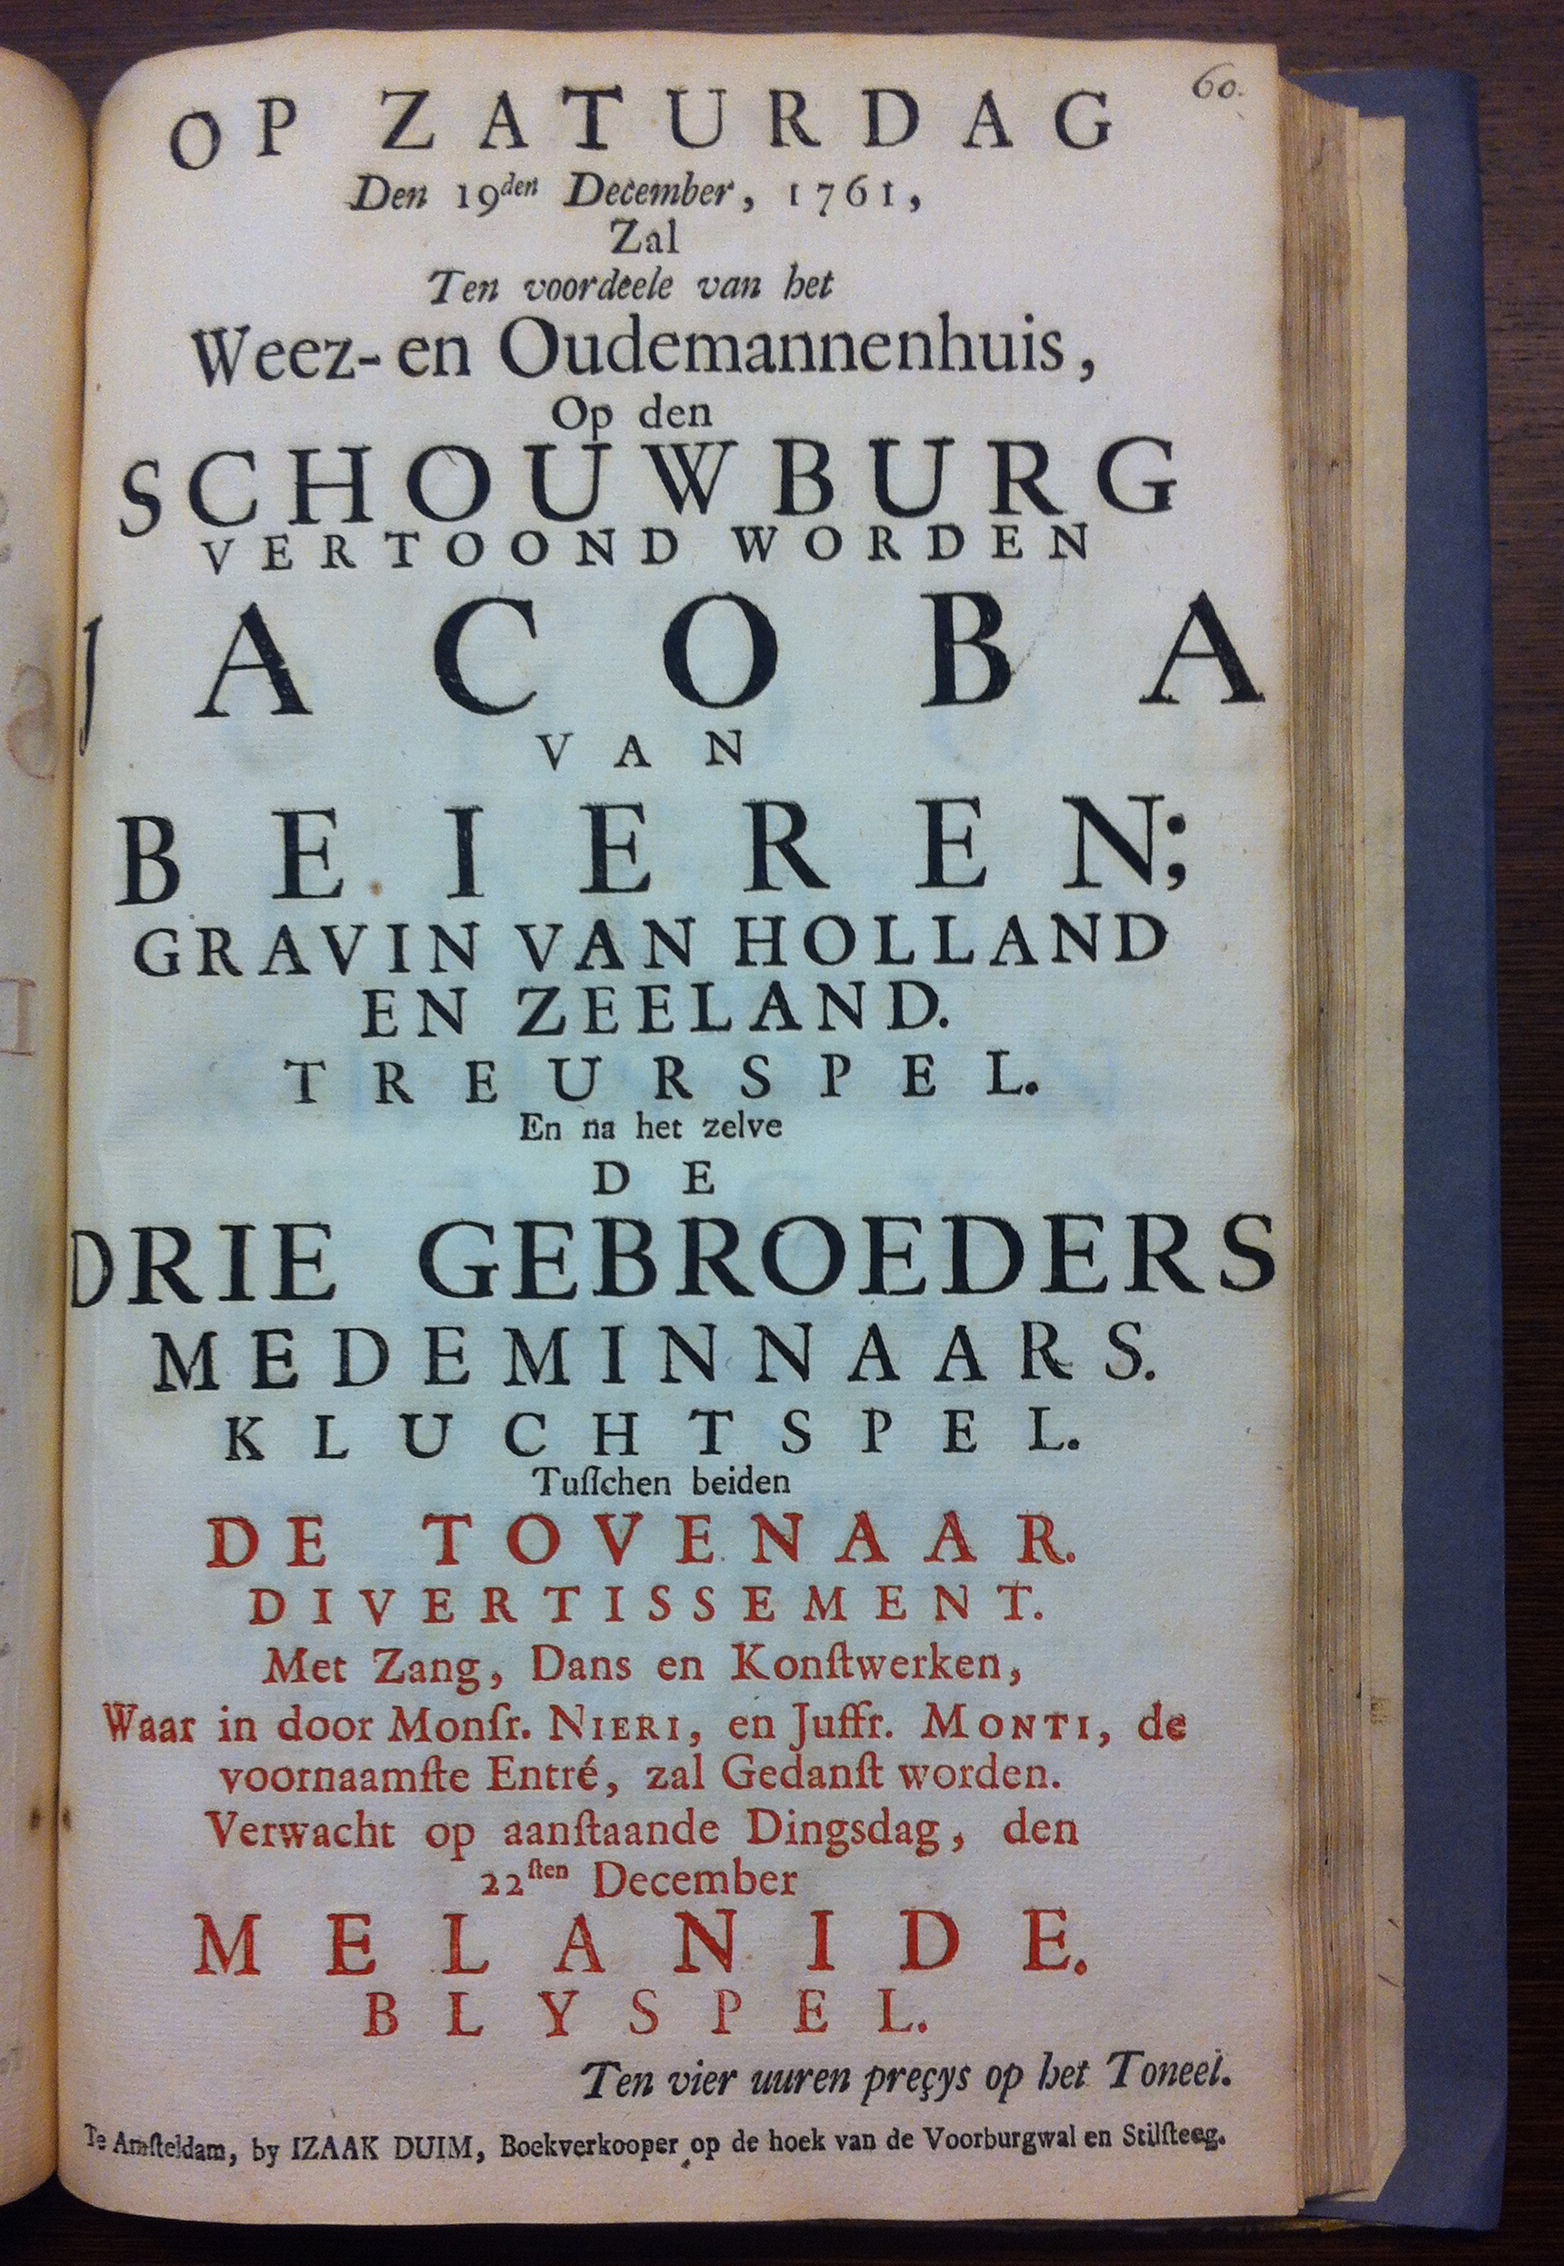 60.
OP ZATURDAG
Den 19den December, 1761,
Zal
Ten voordeele van het
Weez- en Oudemannenhuis,
Op den
SCHOUWBURG
VERTOOND WORDEN
JACOBA
VAN
BEIEREN;
GRAVIN VAN HOLLAND
EN ZEELAND.
TREURSPEL.
En na het zelve
DE
DRIE GEBROEDERS
MEDEMINNAARS.
KLUCHTSPEL.
Tuſſchen beiden
DE TOVENAAR.
DIVERTISSEMENT.
Met Zang, Dans en Konſtwerken,
Waar in door Monſr. NIERI, en Juffr. MONTI, de
voornaamſte Entré, zal Gedanſt worden.
Verwacht op aanſtaande Dingsdag, den
22ſten December
MELANIDE.
BLYSPEL.
Ten vier uuren preçys op het Toneel.
Te Amſteldam, by IZAAK DUIM, Boekverkooper op de hoek van de Voorburgwal en Stilſteeg.